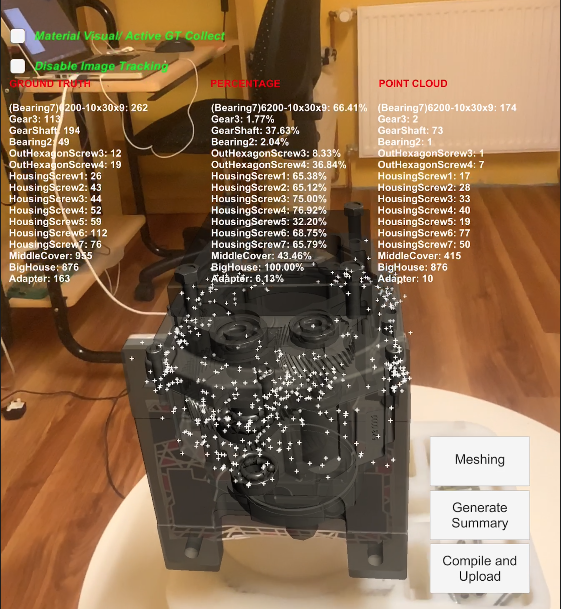 Material Visual/ Active GT Collect
Disable Image Tracking
GROUND TRUTH PERCENTAGE POINT CLOUD
(Bearing7)6200-10x30x9: 262 (Bearing7)6200-10x30x9: 66.41% (Bearing7)6200-10x30x9: 174
Gear3: 113 Gear3: 1.77% Gear3: 2
GearShaft: 194 GearShaft: 37.63% GearShaft: 73
Bearing2: 49 Bearing2: 2.04% Bearing2: 1
OutHexagonScrew3: 12 OutHexagonScrew3: 8.33% OutHexagonScrew3: 1
OutHexagonScrew4: 19 OutHexagonScrew4: 36.84% OutHexagonScrew4: 7
HousingScrew1: 26 HousingScrew1: 65.38% HousingScrew1: 17
HousingScrew2: 43 HousingScrew2: 65.12% HousingScrew2: 28
HousingScrew3: 44 HousingScrew3: 75.00% HousingScrew3: 33
HousingScrew4: 52 HousingScrew4: 76.92% HousingScrew4: 40
HousingScrew5: 59 HousingScrew5: 32.20% HousingScrew5: 19
HousingScrew6: 112 HousingScrew6: 68.75% HousingScrew6: 77
HousingScrew7: 76 HousingScrew7: 65.79% HousingScrew7: 50
MiddleCover: 955 MiddleCover: 43.46% MiddleCover: 415
BigHouse: 876 BigHouse: 100.00% BigHouse: 876
Adapter: 163 Adapter: 6.13% Adapter: 10
Meshing
Generate
Summary
Compile and
Upload